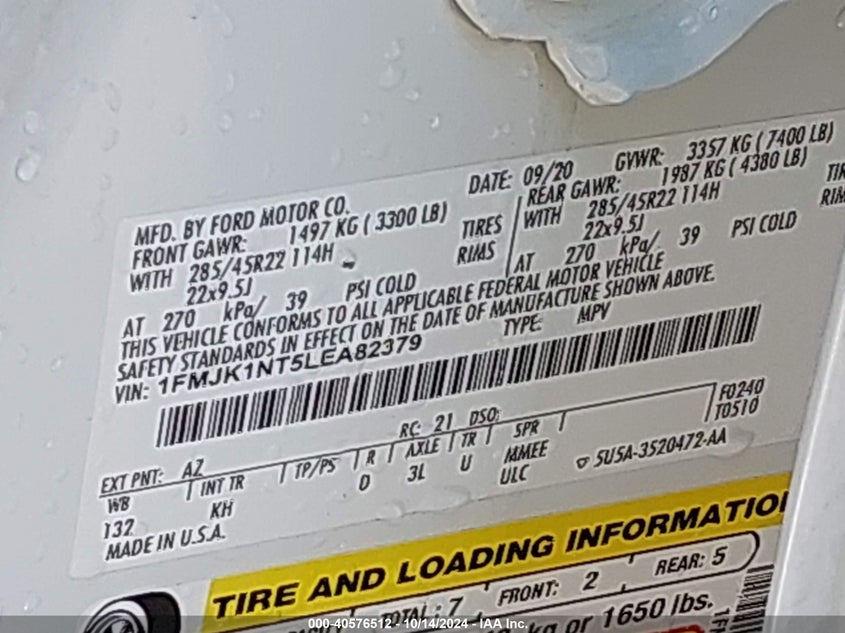 MFD. BY FORD MOTOR CO.
DATE: 09/20 GVWR: 3357 KG ( 7400 LB)
FRONT GAWR: 1497 KG ( 3300 LB)
REAR GAWR: 1987 KG ( 4380 LB)
WITH 285/45R22 114H TIRES
WITH 285/45R22 114H
22x9.5J RIMS
22x9.5J
AT 270 kPa/ 39 PSI COLD
AT 270 kPa/ 39 PSI COLD
THIS VEHICLE CONFORMS TO ALL APPLICABLE FEDERAL MOTOR VEHICLE
SAFETY STANDARDS IN EFFECT ON THE DATE OF MANUFACTURE SHOWN ABOVE.
VIN: 1FMJK1NT5LEA82379 TYPE: MPV
EXT PNT: AZ RC: 21 DSO: F0240
T0510
WB INT TR TP/PS R AXLE TR SPR
132 KH D 3L U MMEE
ULC
5U5A-3520472-AA
MADE IN U.S.A.
TIRE AND LOADING INFORMATIO
TOTAL : 7 FRONT: 2 REAR: 5
kg or 1650 lbs.
000-40576512 - 10/14/2024 - IAA Inc.